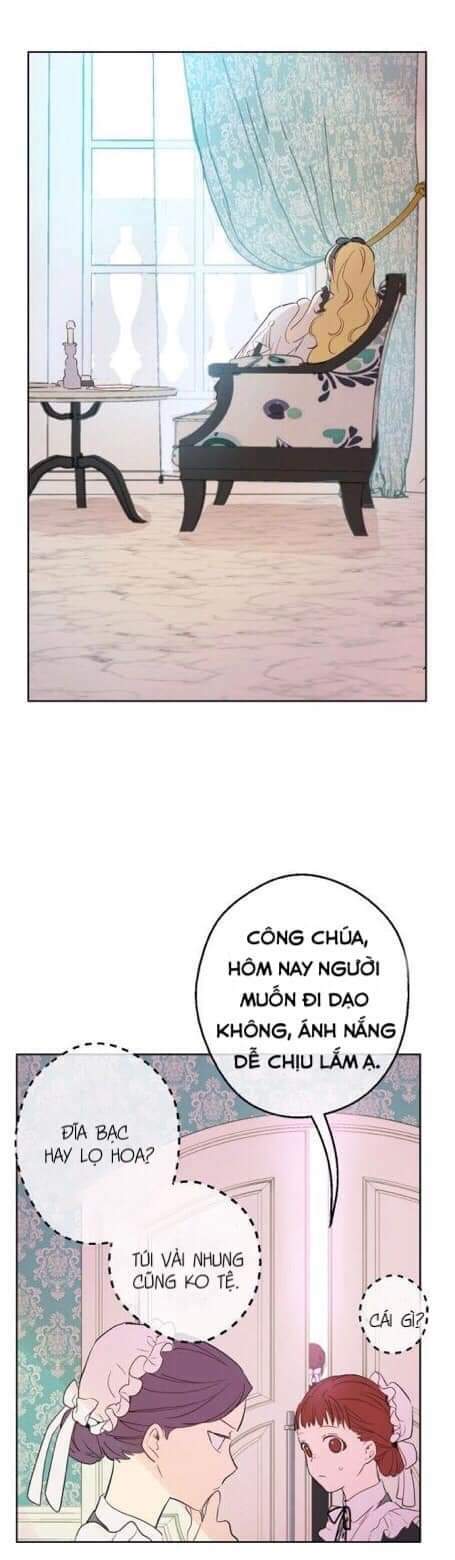 CÔNG CHÚA,
HÔM NAY NGƯỜI
MUỐN ĐI DẠO
KHÔNG, ÁNH NẮNG
DỄ CHỊU LẮM Ạ.
ĐĨA BẠC
HAY LỌ HOA?
TÚI VẢI NHUNG
CŨNG KO TỆ.
CÁI GÌ?